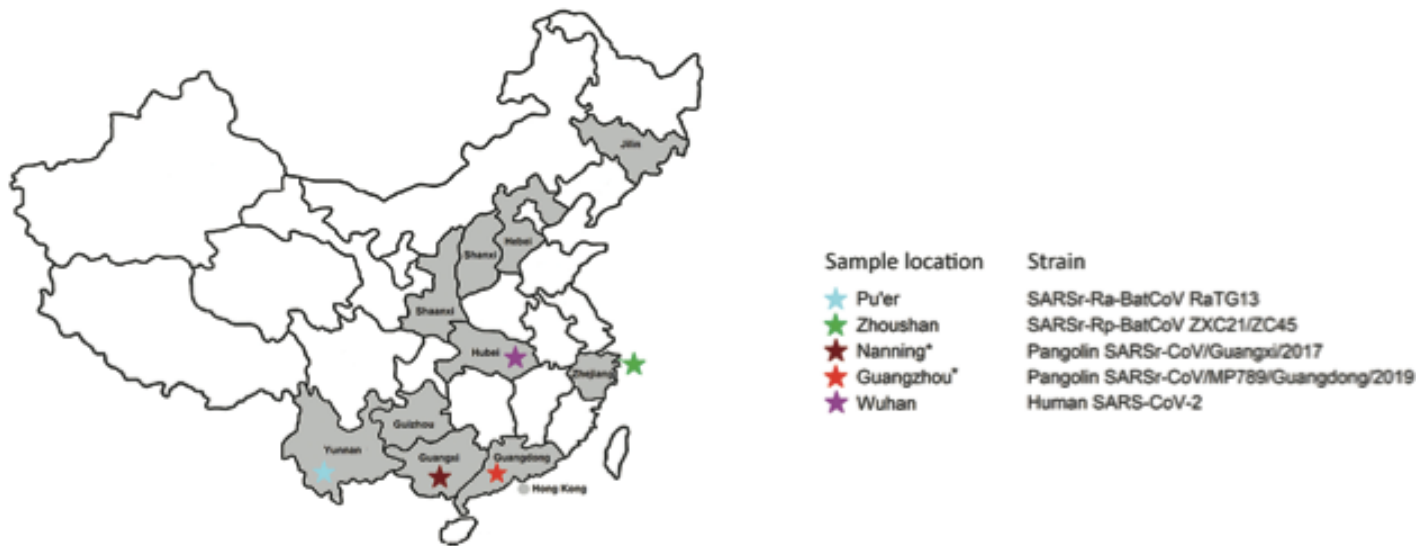 Jilin
Hebei
Shanxi
Shaanxi
Hubei
Zhejiang
Guizhou
Yunnan
Guangxi
Guangdong
Hong Kong
Sample location Strain
Pu'er SARSr-Ra-BatCoV RaTG13
Zhoushan SARSr-Rp-BatCoV ZXC21/ZC45
Nanning* Pangolin SARSr-CoV/Guangxi/2017
Guangzhou* Pangolin SARSr-CoV/MP789/Guangdong/2019
Wuhan Human SARS-CoV-2